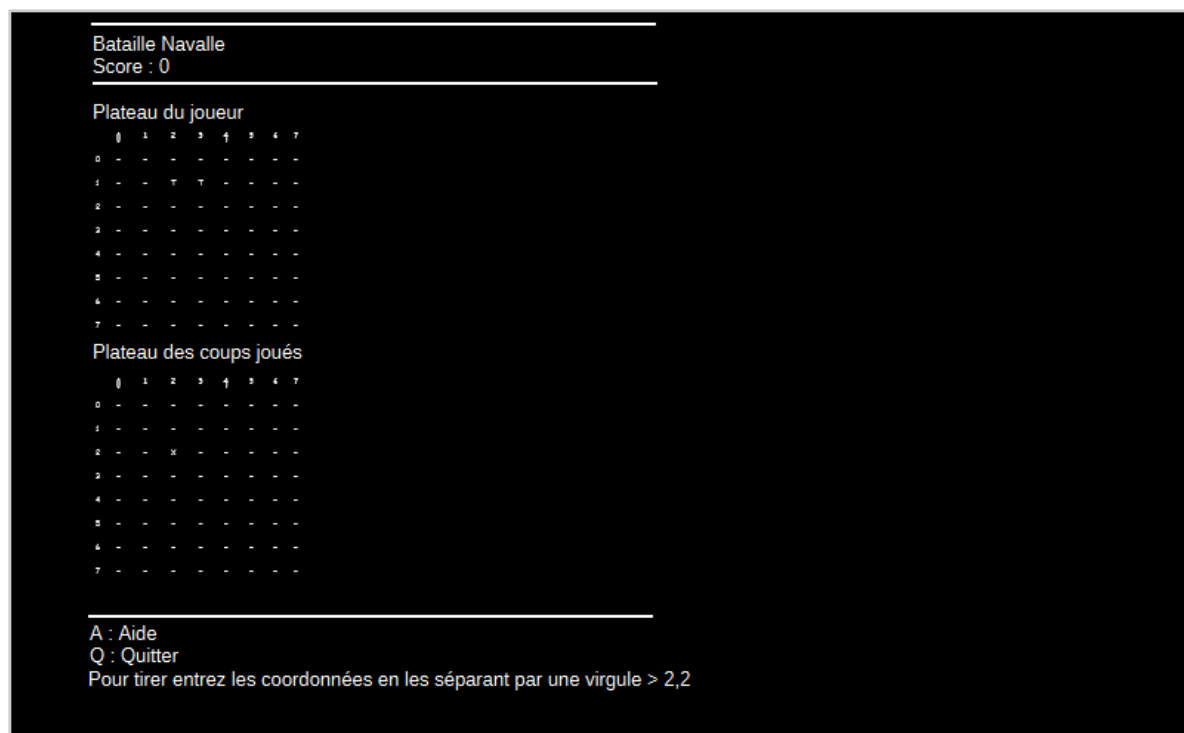 Bataille Navalle
Score : 0
Plateau du joueur
0 1 2 3 4 5 6 7
0 - - - - - - - -
1 - - T T - - - -
2 - - - - - - - -
3 - - - - - - - -
4 - - - - - - - -
5 - - - - - - - -
6 - - - - - - - -
7 - - - - - - - -
Plateau des coups joués
0 1 2 3 4 5 6 7
0 - - - - - - - -
1 - - - - - - - -
2 - - X - - - - -
3 - - - - - - - -
4 - - - - - - - -
5 - - - - - - - -
6 - - - - - - - -
7 - - - - - - - -
A : Aide
Q : Quitter
Pour tirer entrez les coordonnées en les séparant par une virgule > 2,2